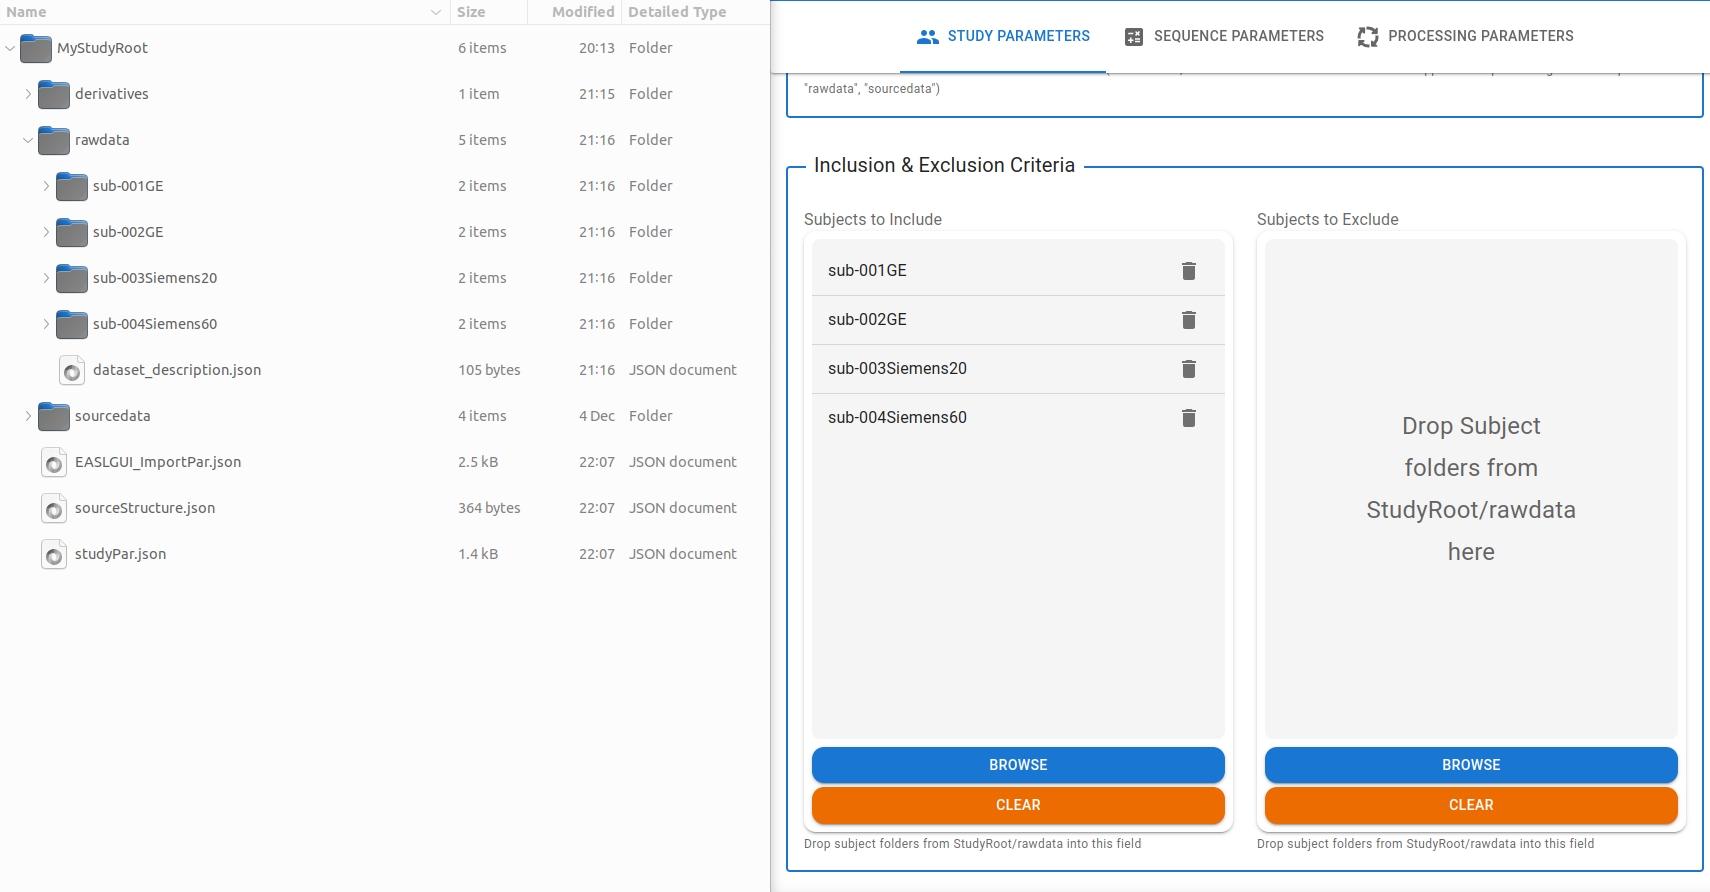 Name Size Modified Detailed Type
MyStudyRoot 6 items 20:13 Folder
derivatives 1 item 21:15 Folder
rawdata 5 items 21:16 Folder
sub-001GE 2 items 21:16 Folder
sub-002GE 2 items 21:16 Folder
sub-003Siemens20 2 items 21:16 Folder
sub-004Siemens60 2 items 21:16 Folder
dataset_description.json 105 bytes 21:16 JSON document
sourcedata 4 items 4 Dec Folder
EASLGUI_ImportPar.json 2.5 kB 22:07 JSON document
sourceStructure.json 364 bytes 22:07 JSON document
studyPar.json 1.4 kB 22:07 JSON document
STUDY PARAMETERS SEQUENCE PARAMETERS PROCESSING PARAMETERS
"rawdata", "sourcedata")
Inclusion & Exclusion Criteria
Subjects to Include
sub-001GE
sub-002GE
sub-003Siemens20
sub-004Siemens60
BROWSE
CLEAR
Drop subject folders from StudyRoot/rawdata into this field
Subjects to Exclude
Drop Subject
folders from
StudyRoot/rawdata
here
BROWSE
CLEAR
Drop subject folders from StudyRoot/rawdata into this field